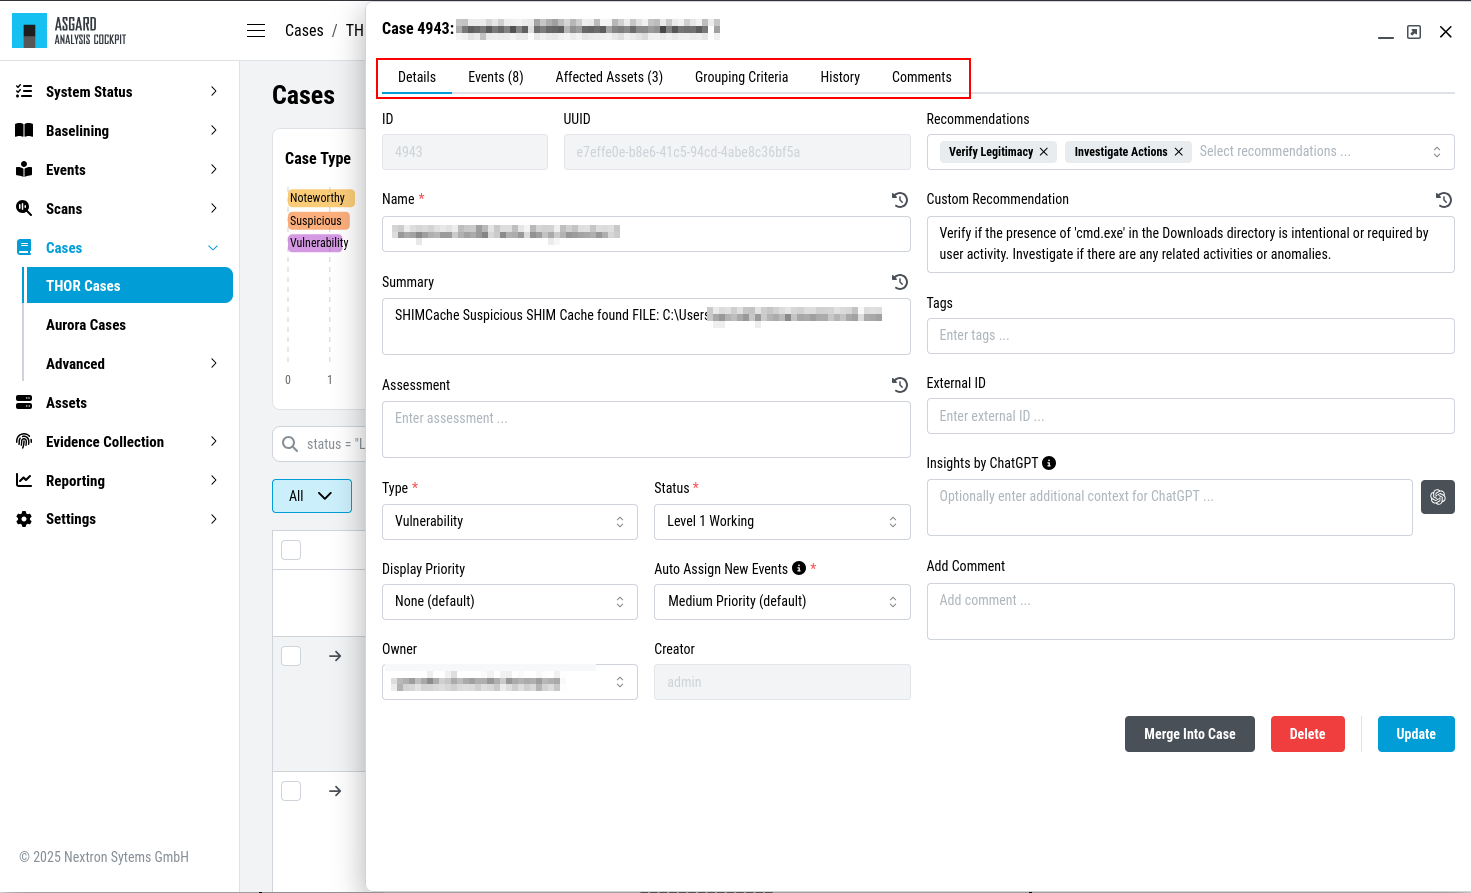 ASGARD
ANALYSIS COCKPIT
System Status
Baselining
Events
Scans
Cases
THOR Cases
Aurora Cases
Advanced
Assets
Evidence Collection
Reporting
Settings
© 2025 Nextron Sytems GmbH
Cases / TH
Cases
Case Type
Noteworthy
Suspicious
Vulnerability
0 1
status = "L
All
Case 4943:
Details Events (8) Affected Assets (3) Grouping Criteria History Comments
ID
4943
UUID
e7effe0e-b8e6-41c5-94cd-4abe8c36bf5a
Name *
Summary
SHIMCache Suspicious SHIM Cache found FILE: C:\Users
Assessment
Enter assessment ...
Type *
Vulnerability
Status *
Level 1 Working
Display Priority
None (default)
Auto Assign New Events *
Medium Priority (default)
Owner
Creator
admin
Recommendations
Verify Legitimacy Investigate Actions Select recommendations ...
Custom Recommendation
Verify if the presence of 'cmd.exe' in the Downloads directory is intentional or required by
user activity. Investigate if there are any related activities or anomalies.
Tags
Enter tags ...
External ID
Enter external ID ...
Insights by ChatGPT
Optionally enter additional context for ChatGPT ...
Add Comment
Add comment ...
Merge Into Case Delete Update